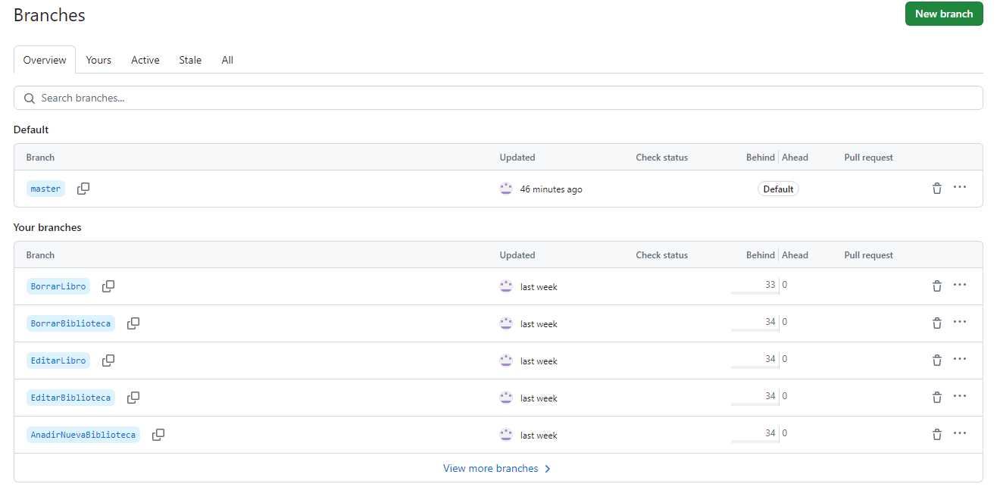 Branches
New branch
Overview Yours Active Stale All
Search branches...
Default
Branch Updated Check status Behind Ahead Pull request
master 46 minutes ago Default
Your branches
Branch Updated Check status Behind Ahead Pull request
BorrarLibro last week 33 0
BorrarBiblioteca last week 34 0
EditarLibro last week 34 0
EditarBiblioteca last week 34 0
AnadirNuevaBiblioteca last week 34 0
View more branches